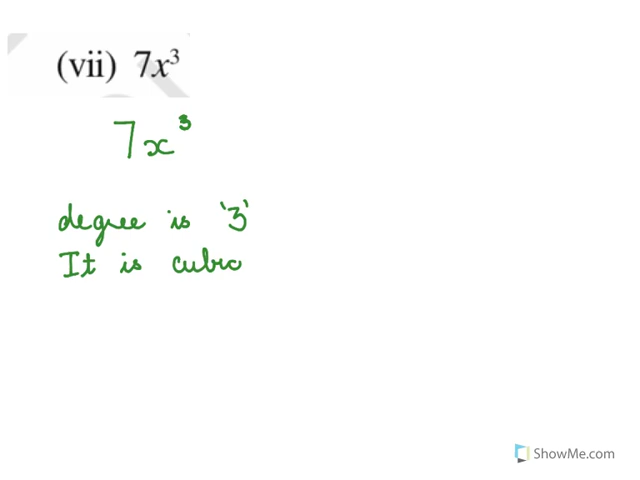 (vii) 7x³
7x³
degree is '3'
It is cubic
ShowMe.com